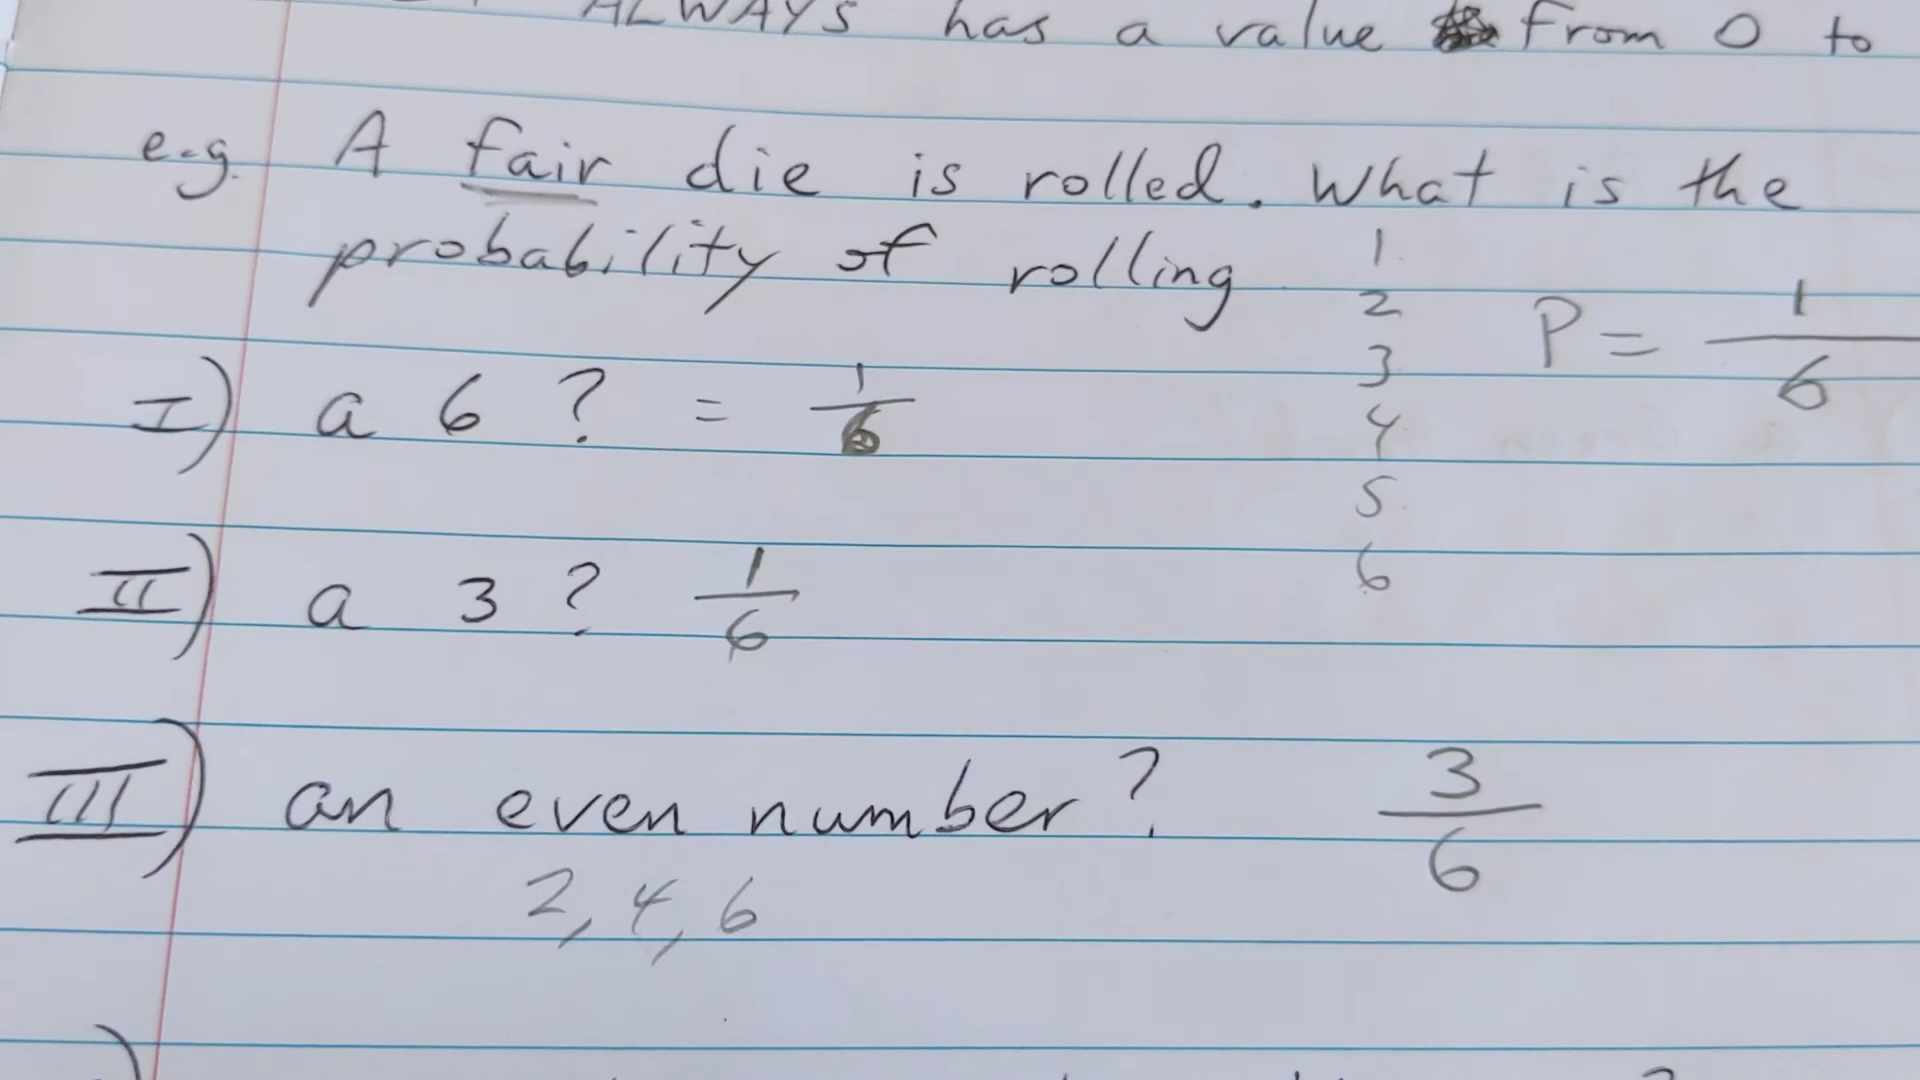 ALWAYS has a value from 0 to
e.g. A fair die is rolled. What is the
probability of rolling
1
2
3
4
5
6
P = 1/6
I) a 6 ? = 1/6
II) a 3 ? 1/6
III) an even number ? 3/6
2, 4, 6